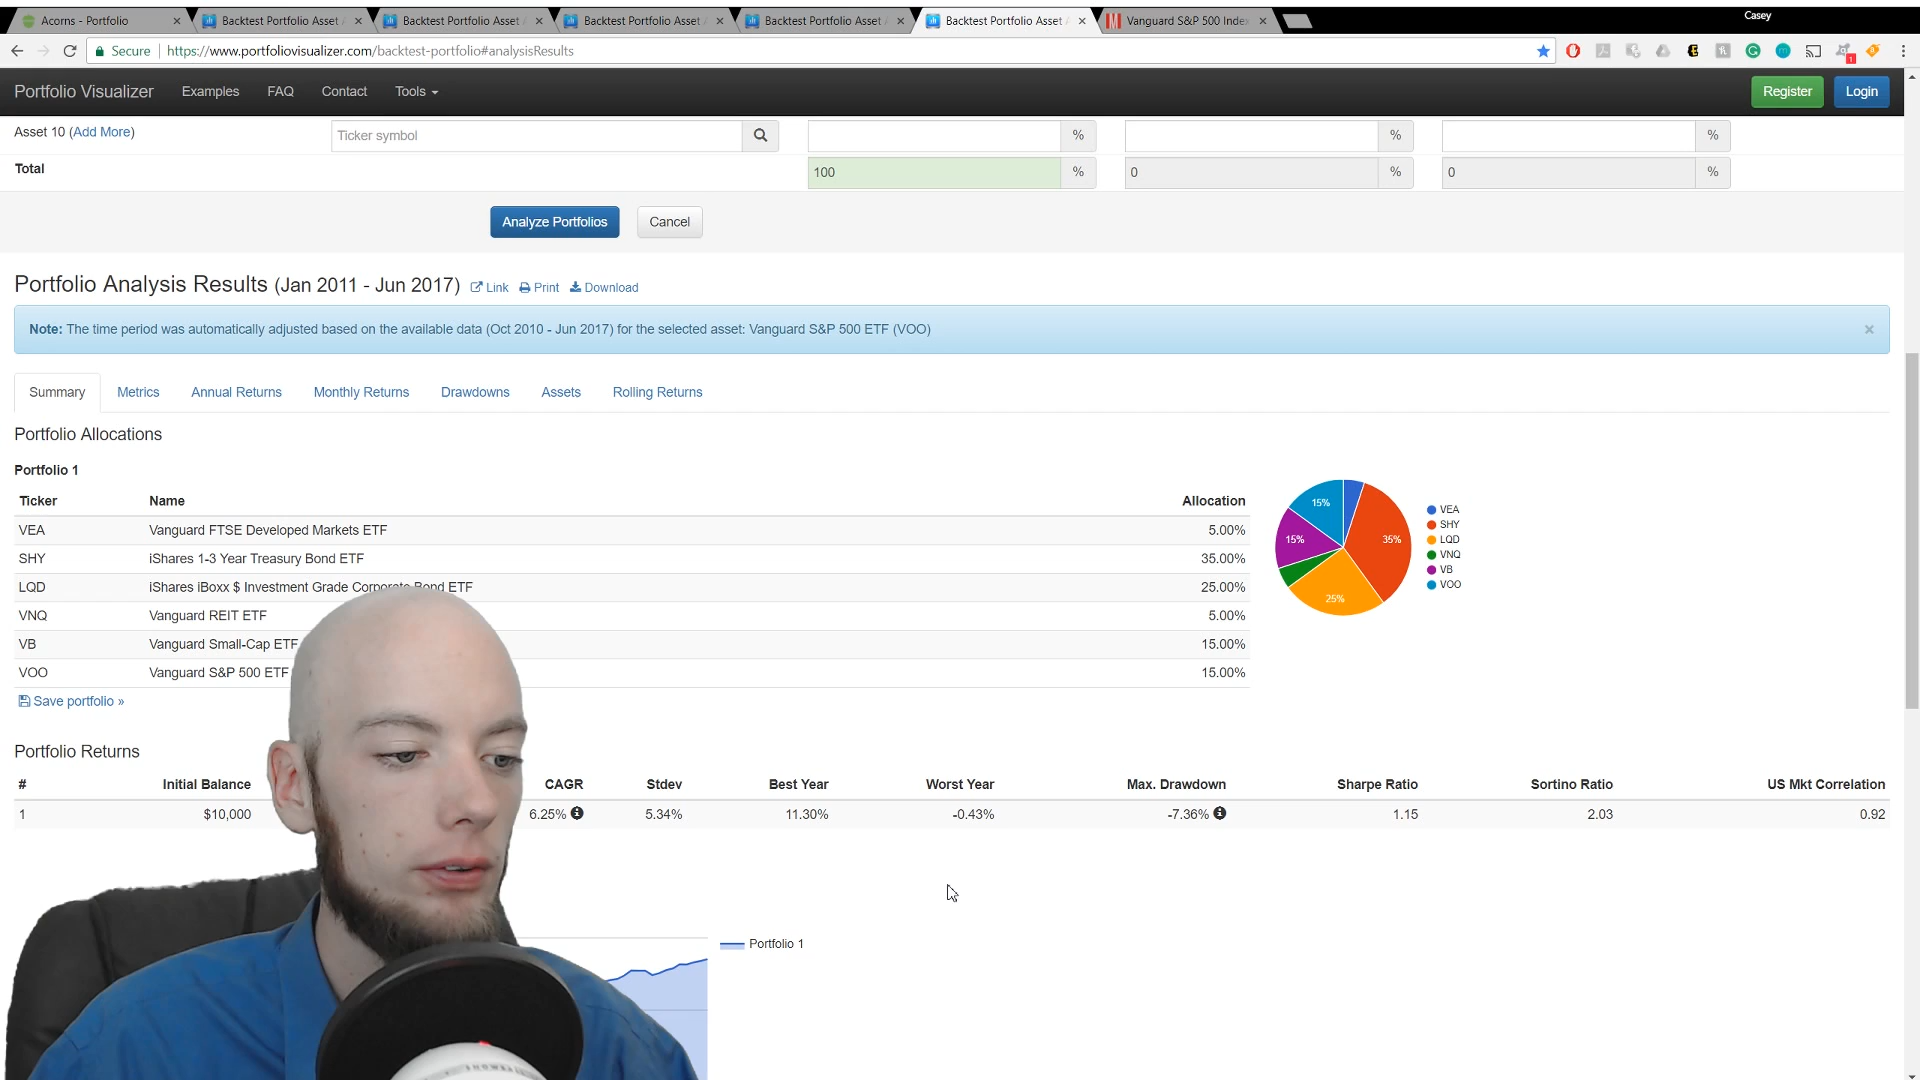 Casey
Acorns - Portfolio
Backtest Portfolio Asset
Backtest Portfolio Asset
Backtest Portfolio Asset
Backtest Portfolio Asset
Backtest Portfolio Asset
Vanguard S&P 500 Index
Secure https://www.portfoliovisualizer.com/backtest-portfolio#analysisResults
Portfolio Visualizer Examples FAQ Contact Tools Register Login
Asset 10 (Add More) Ticker symbol % % %
Total 100 % 0 % 0 %
Analyze Portfolios Cancel
Portfolio Analysis Results (Jan 2011 - Jun 2017) Link Print Download
Note: The time period was automatically adjusted based on the available data (Oct 2010 - Jun 2017) for the selected asset: Vanguard S&P 500 ETF (VOO) ×
Summary Metrics Annual Returns Monthly Returns Drawdowns Assets Rolling Returns
Portfolio Allocations
Portfolio 1
Ticker Name Allocation
VEA Vanguard FTSE Developed Markets ETF 5.00%
SHY iShares 1-3 Year Treasury Bond ETF 35.00%
LQD iShares iBoxx $ Investment Grade Corporate Bond ETF 25.00%
VNQ Vanguard REIT ETF 5.00%
VB Vanguard Small-Cap ETF 15.00%
VOO Vanguard S&P 500 ETF 15.00%
15%
15%
35%
25%
VEA
SHY
LQD
VNQ
VB
VOO
Save portfolio »
Portfolio Returns
# Initial Balance CAGR Stdev Best Year Worst Year Max. Drawdown Sharpe Ratio Sortino Ratio US Mkt Correlation
1 $10,000 6.25% 5.34% 11.30% -0.43% -7.36% 1.15 2.03 0.92
Portfolio 1